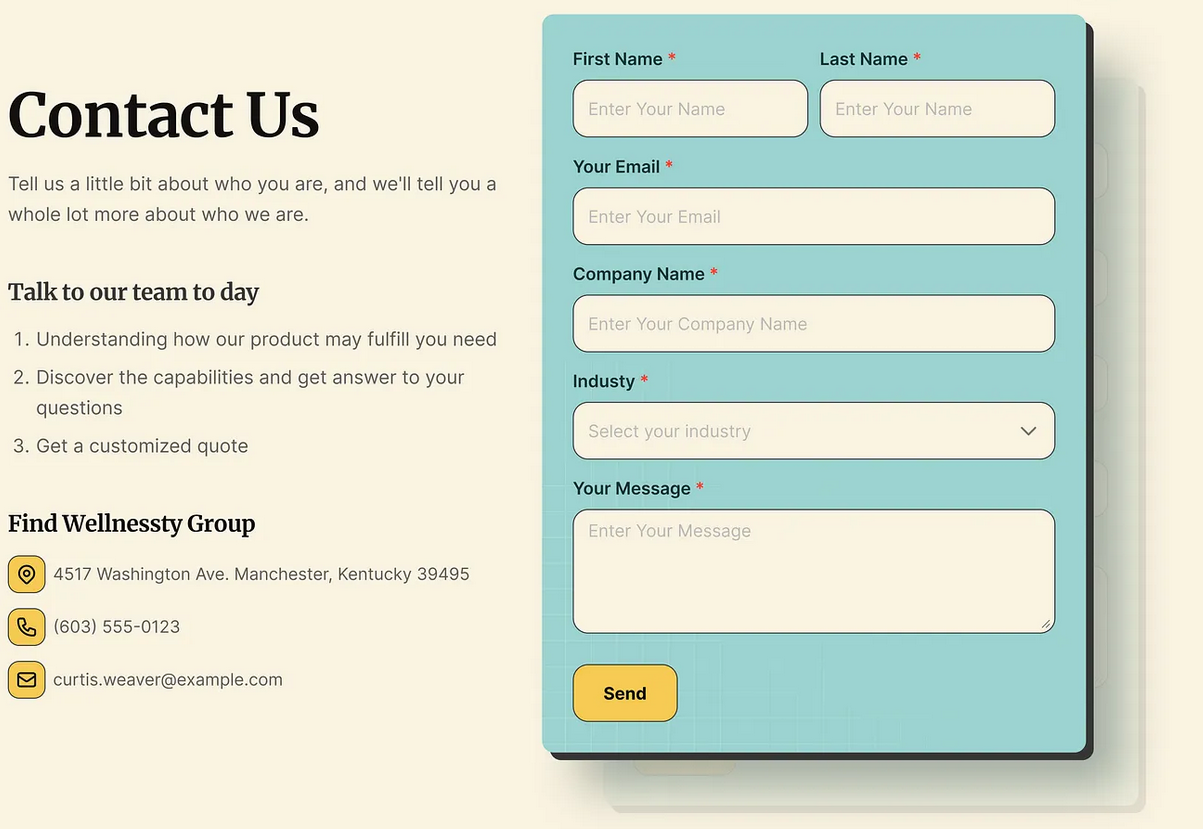 Contact Us
Tell us a little bit about who you are, and we'll tell you a
whole lot more about who we are.
Talk to our team to day
1. Understanding how our product may fulfill you need
2. Discover the capabilities and get answer to your
questions
3. Get a customized quote
Find Wellnessty Group
4517 Washington Ave. Manchester, Kentucky 39495
(603) 555-0123
curtis.weaver@example.com
First Name * Last Name *
Enter Your Name Enter Your Name
Your Email *
Enter Your Email
Company Name *
Enter Your Company Name
Industy *
Select your industry
Your Message *
Enter Your Message
Send